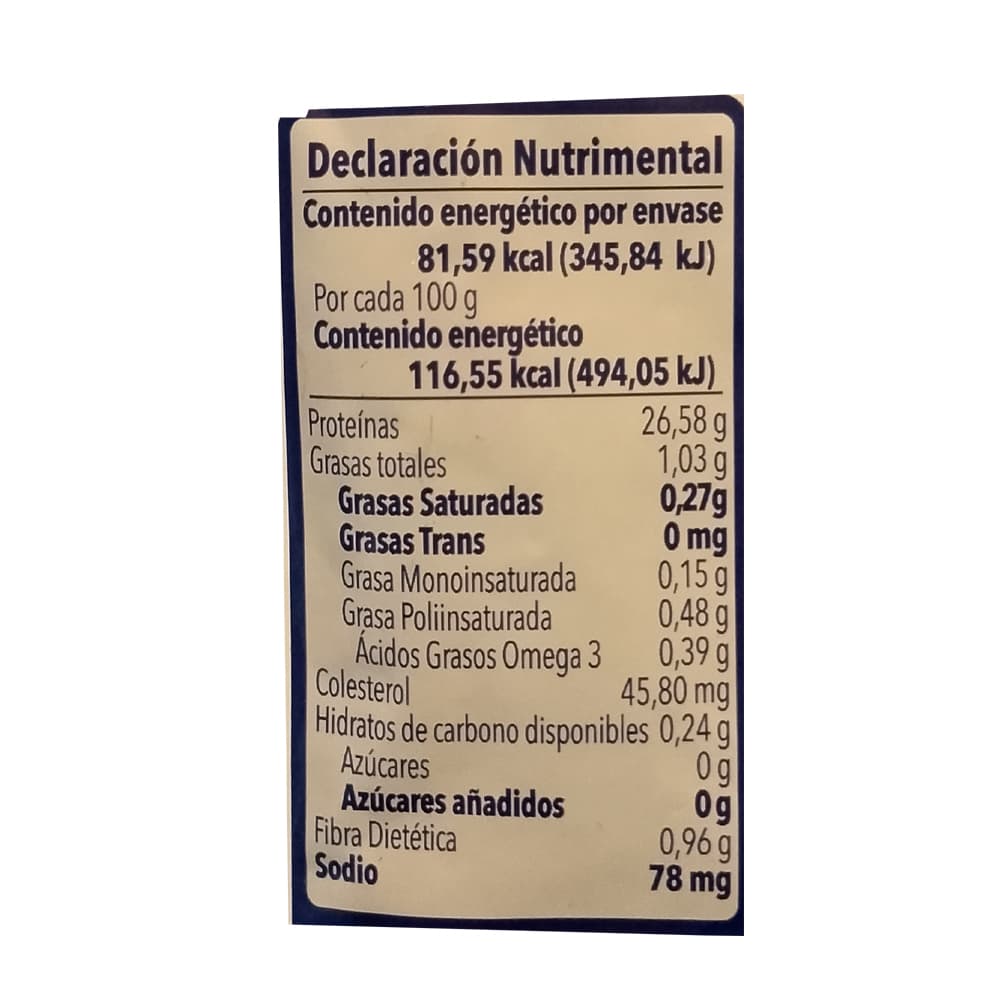 Declaración Nutrimental
Contenido energético por envase
81,59 kcal (345,84 kJ)
Por cada 100 g
Contenido energético
116,55 kcal (494,05 kJ)
Proteínas 26,58 g
Grasas totales 1,03 g
Grasas Saturadas 0,27g
Grasas Trans 0 mg
Grasa Monoinsaturada 0,15 g
Grasa Poliinsaturada 0,48 g
Ácidos Grasos Omega 3 0,39 g
Colesterol 45,80 mg
Hidratos de carbono disponibles 0,24 g
Azúcares 0 g
Azúcares añadidos 0 g
Fibra Dietética 0,96 g
Sodio 78 mg